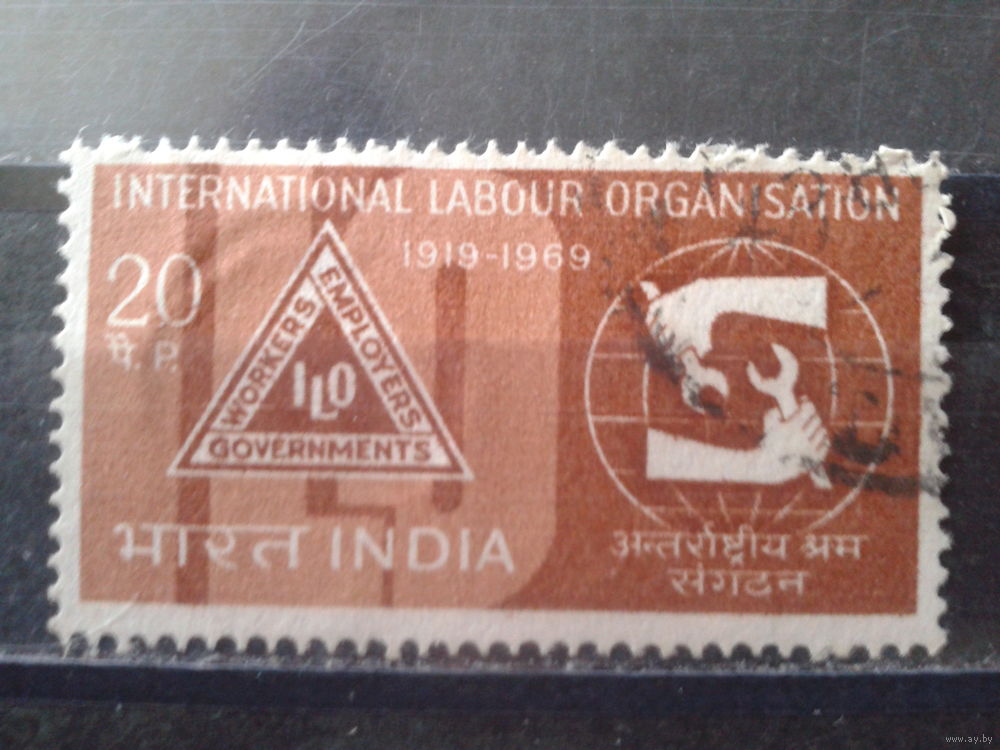 INTERNATIONAL LABOUR ORGANISATION
1919-1969
20
पै. P.
WORKERS
EMPLOYERS
ILO
GOVERNMENTS
भारत INDIA
अन्तर्राष्ट्रीय श्रम
संगठन
www.ay.by